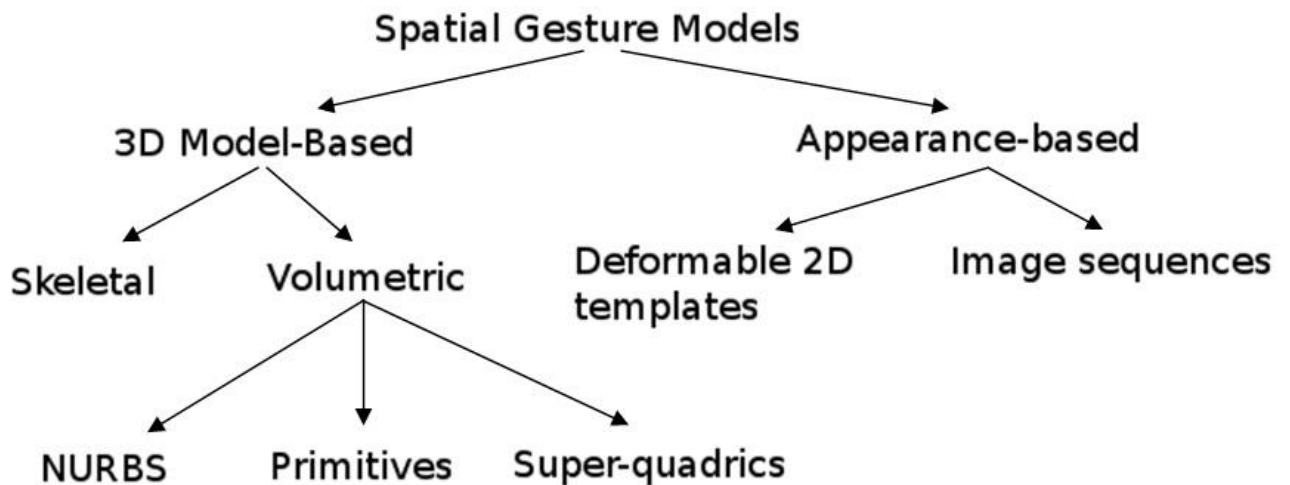 Spatial Gesture Models
3D Model-Based
Appearance-based
Skeletal
Volumetric
Deformable 2D
templates
Image sequences
NURBS
Primitives
Super-quadrics